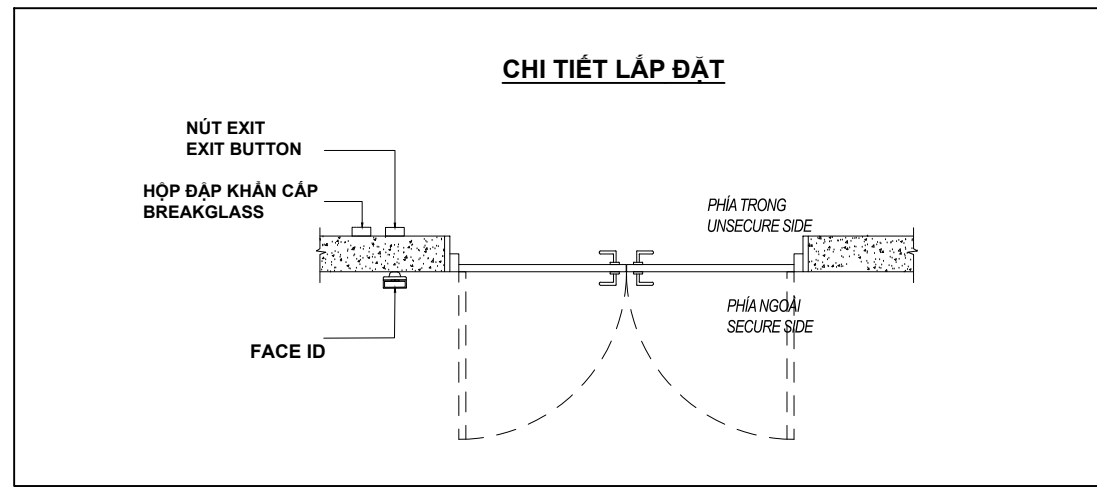 CHI TIẾT LẮP ĐẶT
NÚT EXIT
EXIT BUTTON
HỘP ĐẬP KHẨN CẤP
BREAKGLASS
PHÍA TRONG
UNSECURE SIDE
PHÍA NGOÀI
SECURE SIDE
FACE ID